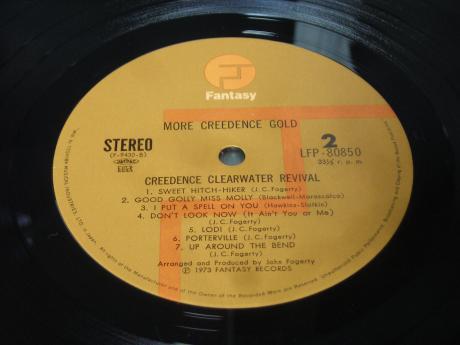 Fantasy
MORE CREEDENCE GOLD
STEREO
(F-9430-B)
2
LFP-80850
33⅓ r. p. m.
CREEDENCE CLEARWATER REVIVAL
1. SWEET HITCH-HIKER (J. C. Fogerty)
2. GOOD GOLLY MISS MOLLY (Blackwell-Marascalco)
3. I PUT A SPELL ON YOU (Hawkins-Slotkin)
4. DON'T LOOK NOW (It Ain't You or Me)
(J. C. Fogerty)
5. LODI (J. C. Fogerty)
6. PORTERVILLE (J. C. Fogerty)
7. UP AROUND THE BEND
(J. C. Fogerty)
Arranged and Produced by John Fogerty
Ⓟ 1973 FANTASY RECORDS